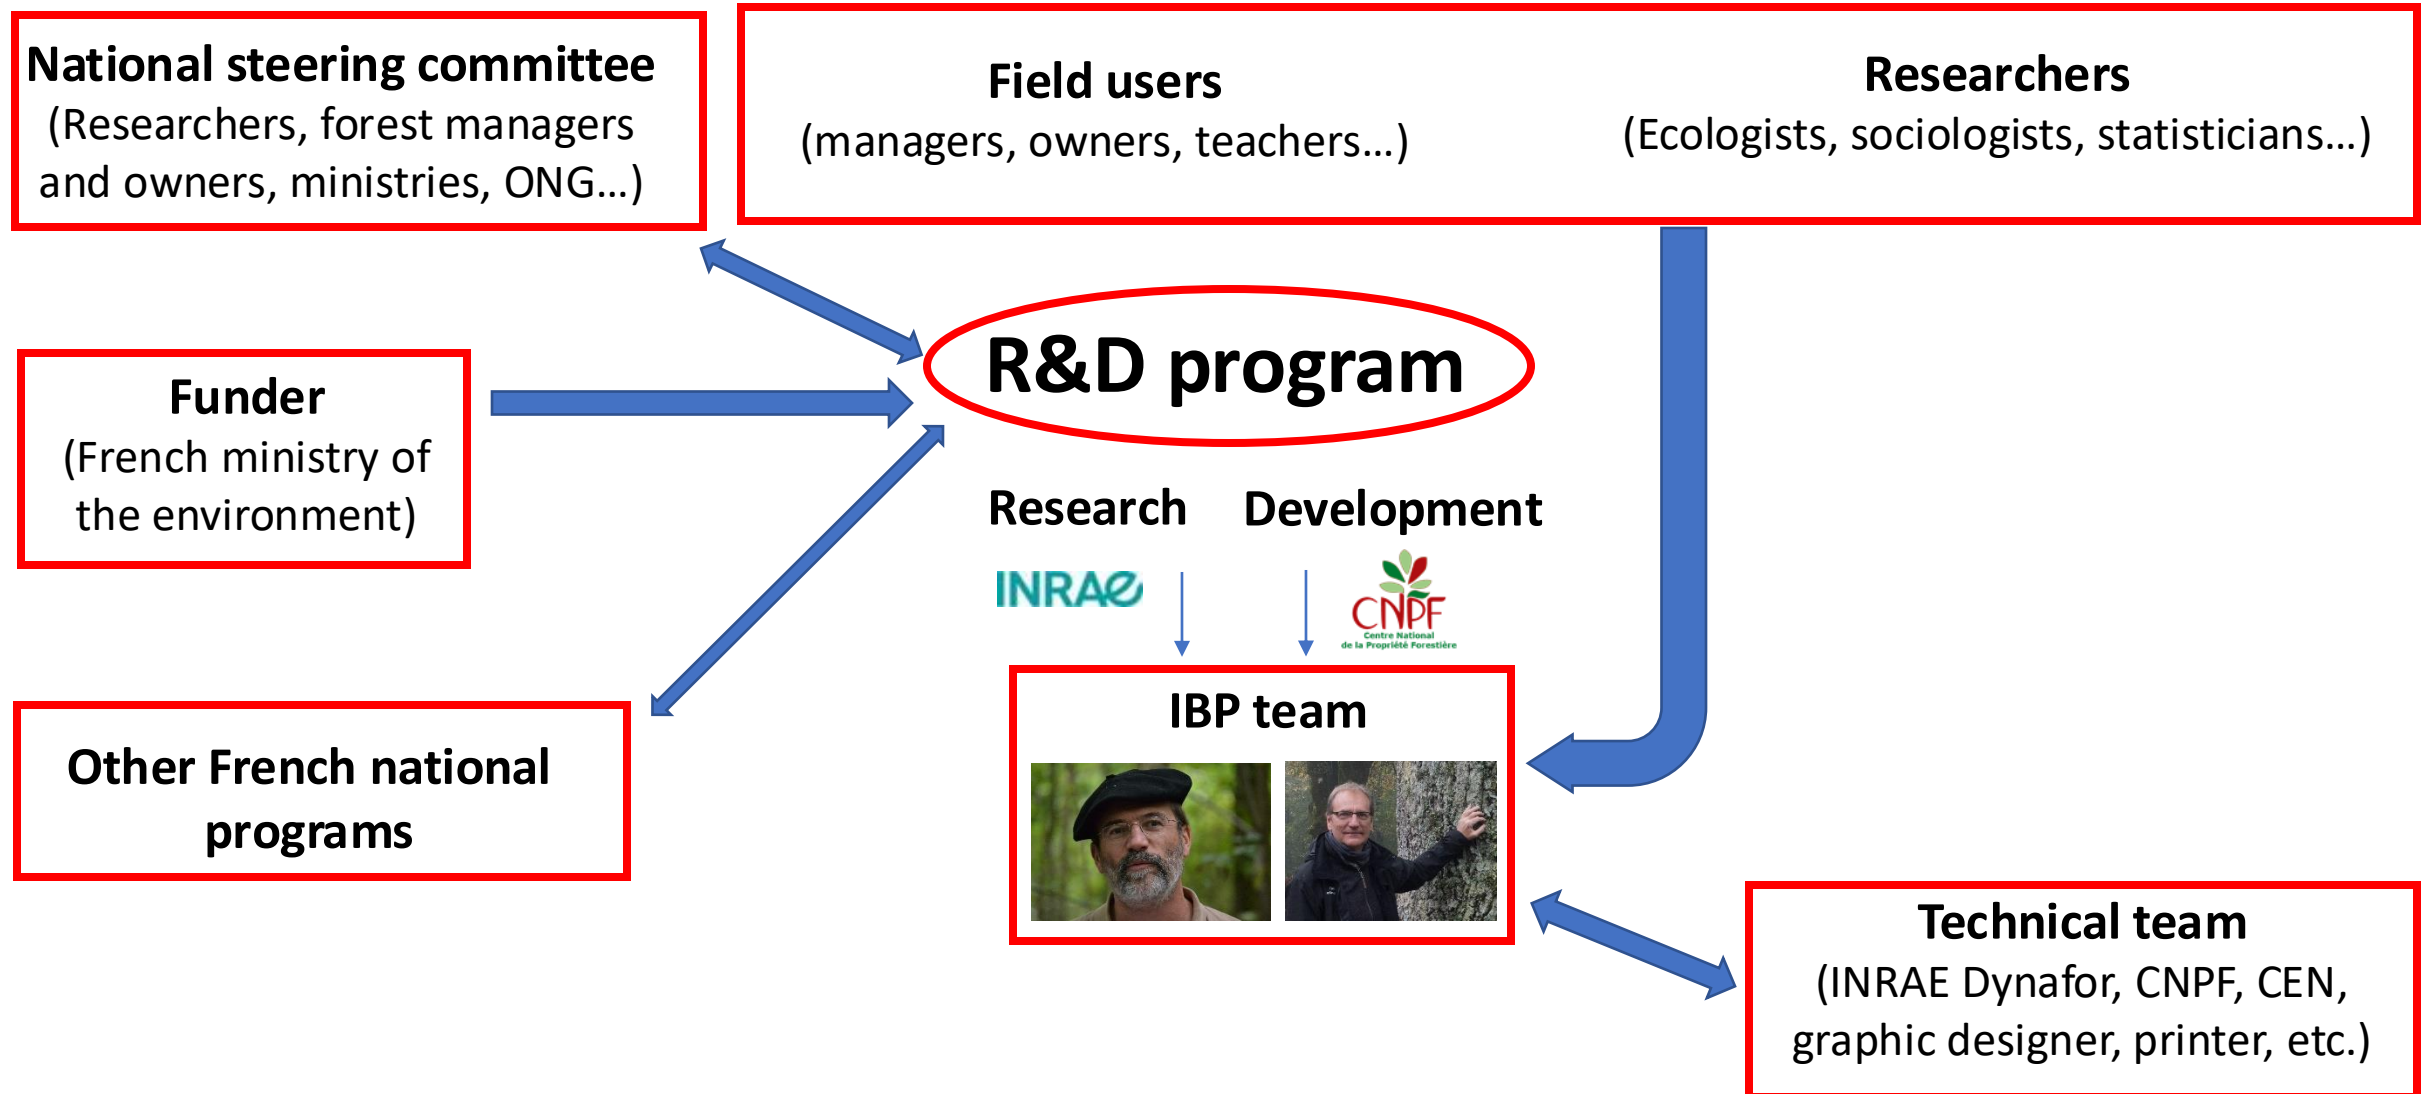 National steering committee
(Researchers, forest managers
and owners, ministries, ONG…)
Field users
(managers, owners, teachers…)
Researchers
(Ecologists, sociologists, statisticians…)
R&D program
Funder
(French ministry of
the environment)
Research
Development
INRAE
CNPF
Centre National
de la Propriété Forestière
IBP team
Other French national
programs
Technical team
(INRAE Dynafor, CNPF, CEN,
graphic designer, printer, etc.)